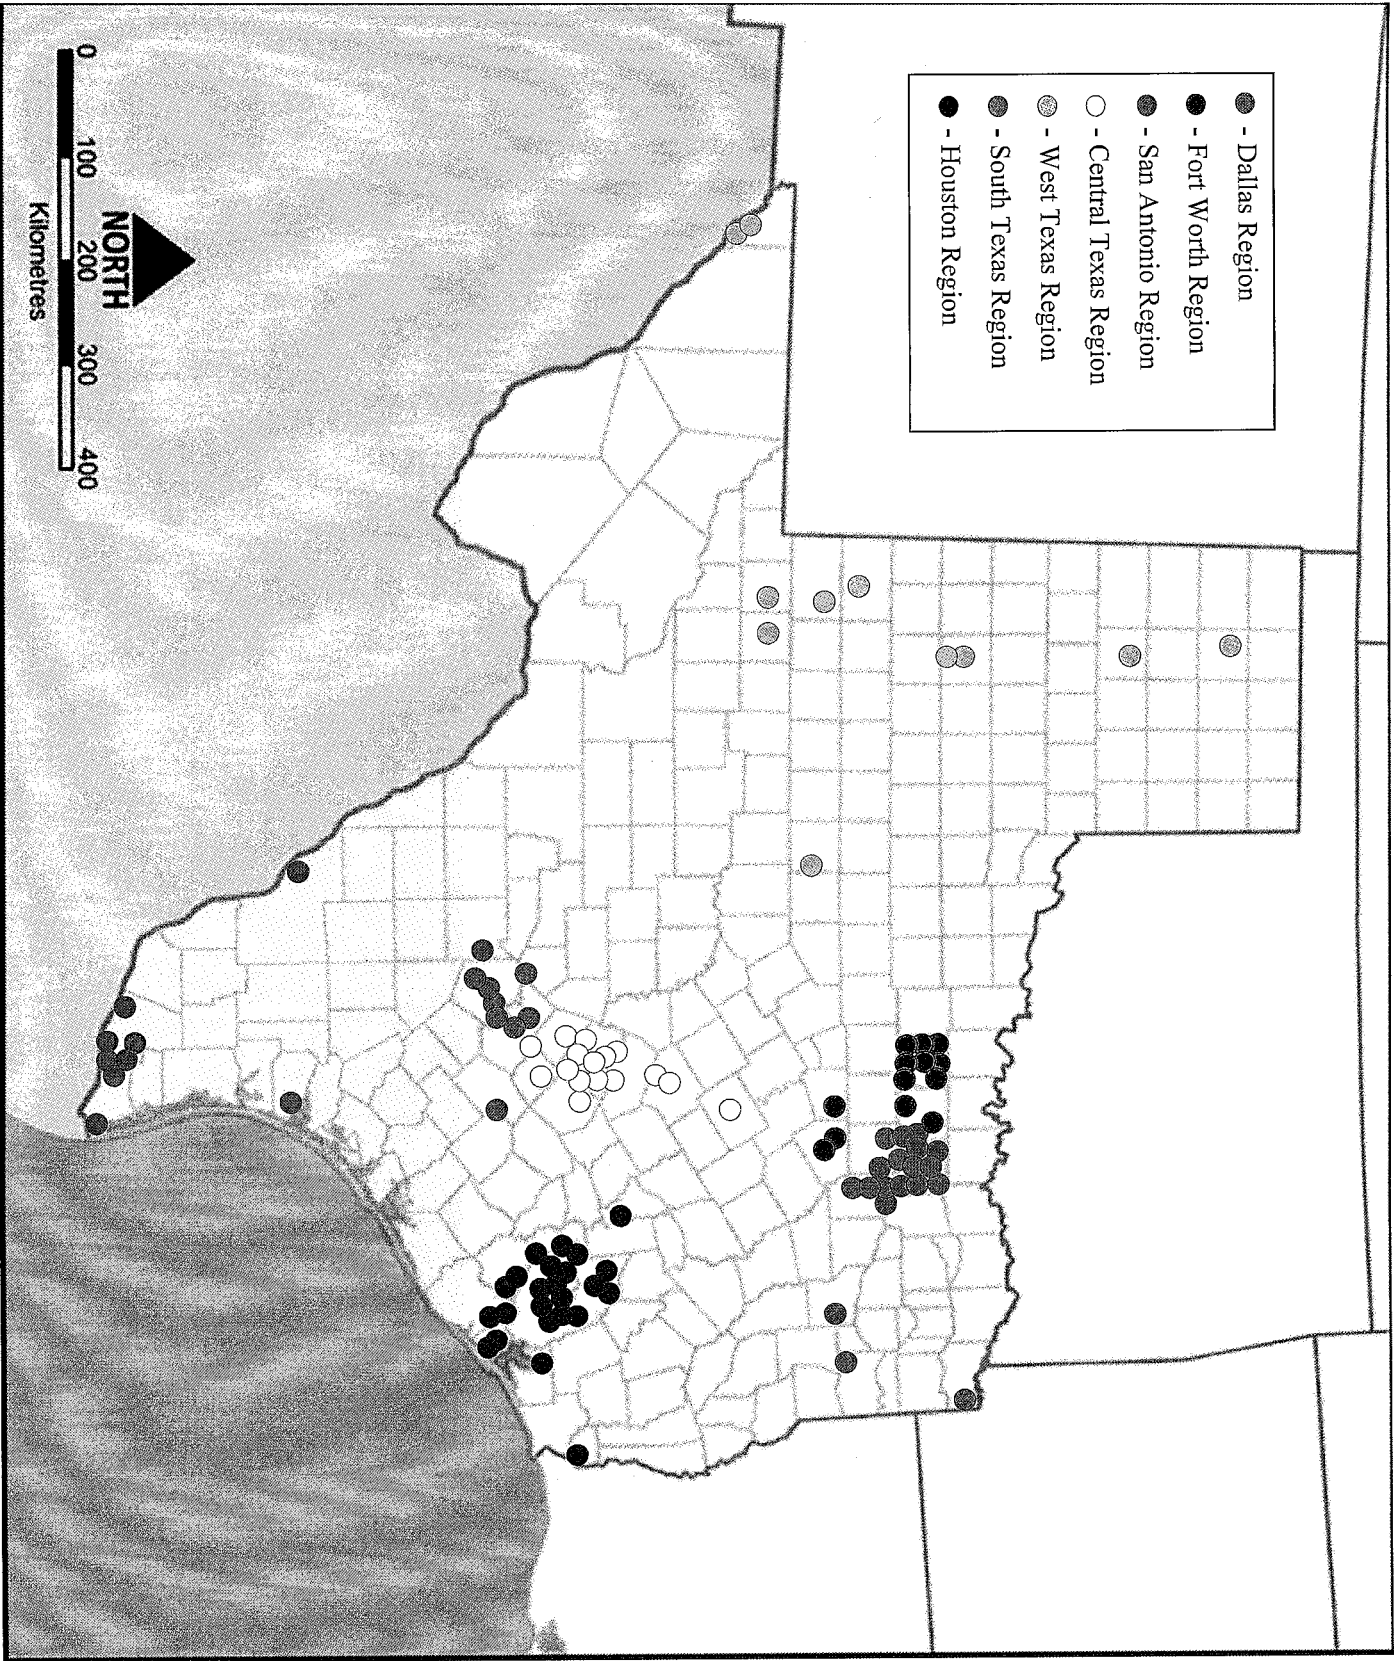 - Dallas Region
- Fort Worth Region
- San Antonio Region
- Central Texas Region
- West Texas Region
- South Texas Region
- Houston Region
NORTH
0 100 200 300 400
Kilometres